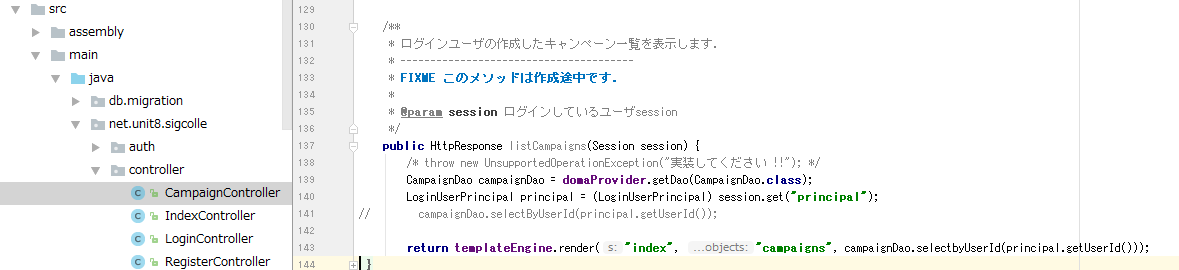 src
assembly
main
java
db.migration
net.unit8.sigcolle
auth
controller
CampaignController
IndexController
LoginController
RegisterController
129
130 /**
131 * ログインユーザの作成したキャンペーン一覧を表示します.
132 * -------------------------------------
133 * FIXME このメソッドは作成途中です.
134 *
135 * @param session ログインしているユーザsession
136 */
137 public HttpResponse listCampaigns(Session session) {
138 /* throw new UnsupportedOperationException("実装してください !!"); */
139 CampaignDao campaignDao = domaProvider.getDao(CampaignDao.class);
140 LoginUserPrincipal principal = (LoginUserPrincipal) session.get("principal");
141 // campaignDao.selectByUserId(principal.getUserId());
142
143 return templateEngine.render( s: "index", ...objects: "campaigns", campaignDao.selectbyUserId(principal.getUserId()));
144 }